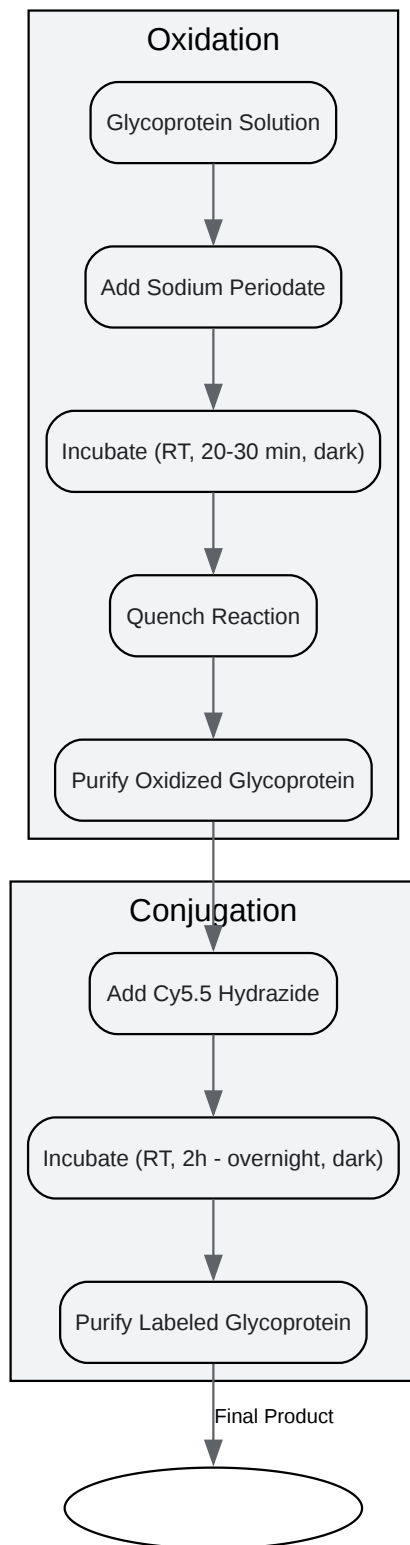 Oxidation
Glycoprotein Solution
Add Sodium Periodate
Incubate (RT, 20-30 min, dark)
Quench Reaction
Purify Oxidized Glycoprotein
Conjugation
Add Cy5.5 Hydrazide
Incubate (RT, 2h - overnight, dark)
Purify Labeled Glycoprotein
Final Product